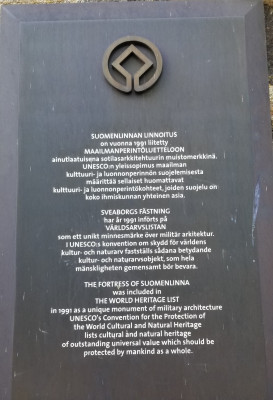 SUOMENLINNAN LINNOITUS
on vuonna 1991 liitetty
MAAILMANPERINTÖLUETTELOON
ainutlaatuisena sotilasarkkitehtuurin muistomerkkinä.
UNESCO:n yleissopimus maailman
kulttuuri- ja luonnonperinnön suojelemisesta
määrittää sellaiset huomattavat
kulttuuri- ja luonnonperintökohteet, joiden suojelu on
koko ihmiskunnan yhteinen asia.
SVEABORGS FÄSTNING
har år 1991 införts på
VÄRLDSARVSLISTAN
som ett unikt minnesmärke över militär arkitektur.
I UNESCO:s konvention om skydd för världens
kultur- och naturarv fastställs sådana betydande
kultur- och naturarvsobjekt, som hela
mänskligheten gemensamt bör bevara.
THE FORTRESS OF SUOMENLINNA
was included in
THE WORLD HERITAGE LIST
in 1991 as a unique monument of military architecture
UNESCO's Convention for the Protection of
the World Cultural and Natural Heritage
lists cultural and natural heritage
of outstanding universal value which should be
protected by mankind as a whole.